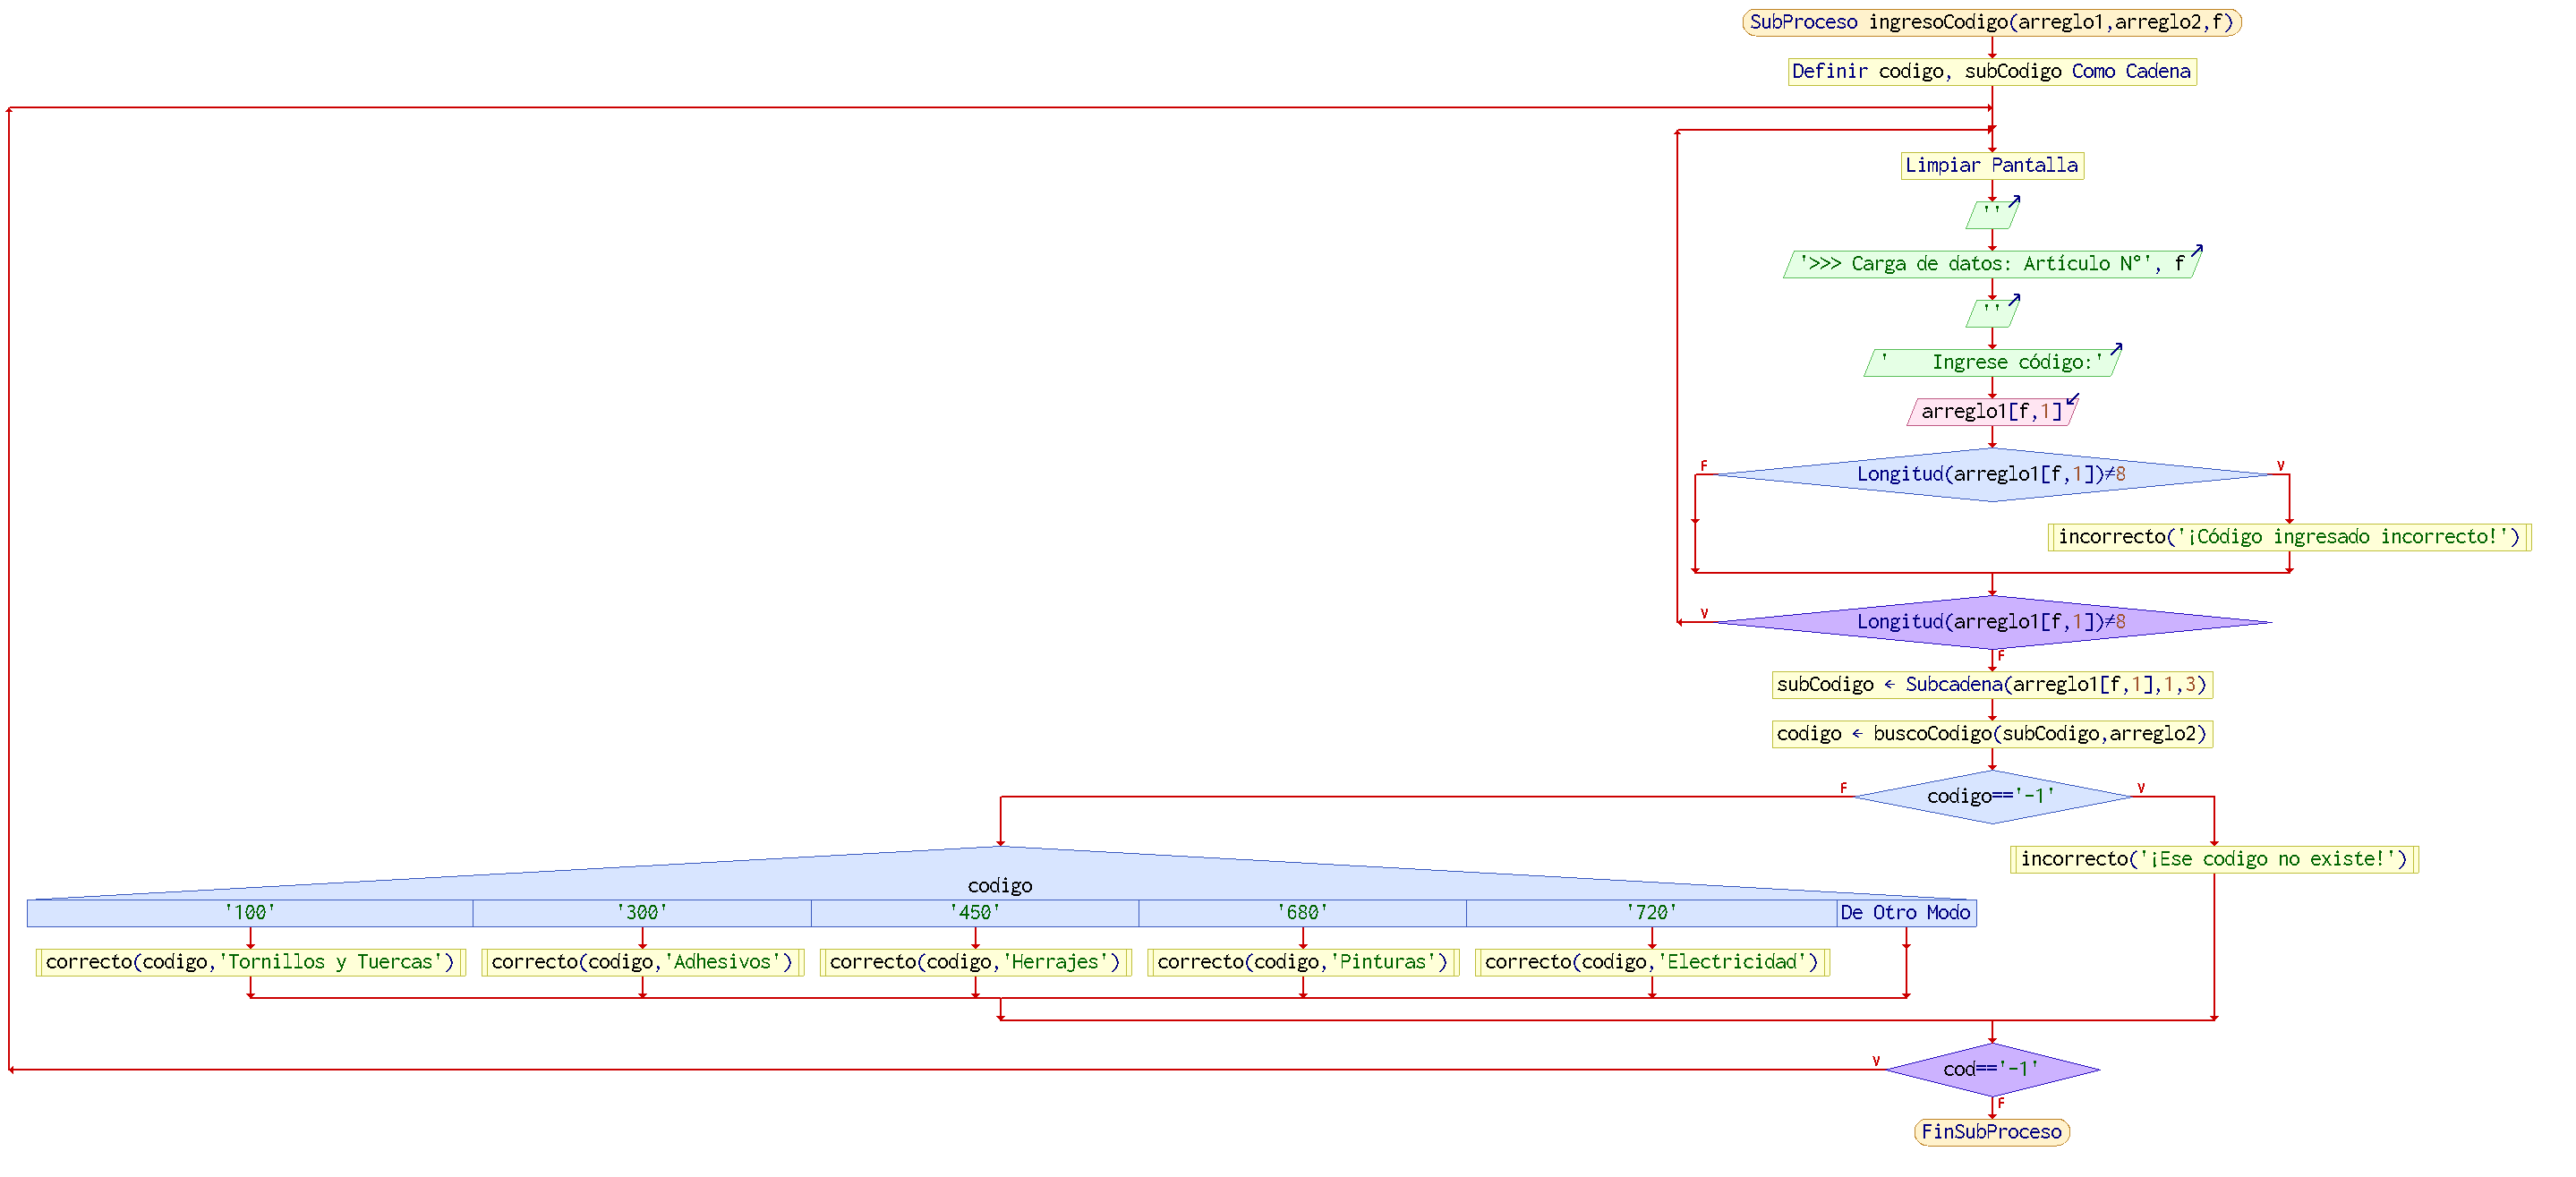 SubProceso ingresoCodigo(arreglo1,arreglo2,f)
Definir codigo, subCodigo Como Cadena
Limpiar Pantalla
''
'>>> Carga de datos: Artículo N°', f
''
'    Ingrese código:'
arreglo1[f,1]
F
Longitud(arreglo1[f,1])≠8
V
incorrecto('¡Código ingresado incorrecto!')
V
Longitud(arreglo1[f,1])≠8
F
subCodigo ← Subcadena(arreglo1[f,1],1,3)
codigo ← buscoCodigo(subCodigo,arreglo2)
F
codigo=='-1'
V
incorrecto('¡Ese codigo no existe!')
codigo
'100'
'300'
'450'
'680'
'720'
De Otro Modo
correcto(codigo,'Tornillos y Tuercas')
correcto(codigo,'Adhesivos')
correcto(codigo,'Herrajes')
correcto(codigo,'Pinturas')
correcto(codigo,'Electricidad')
V
cod=='-1'
F
FinSubProceso